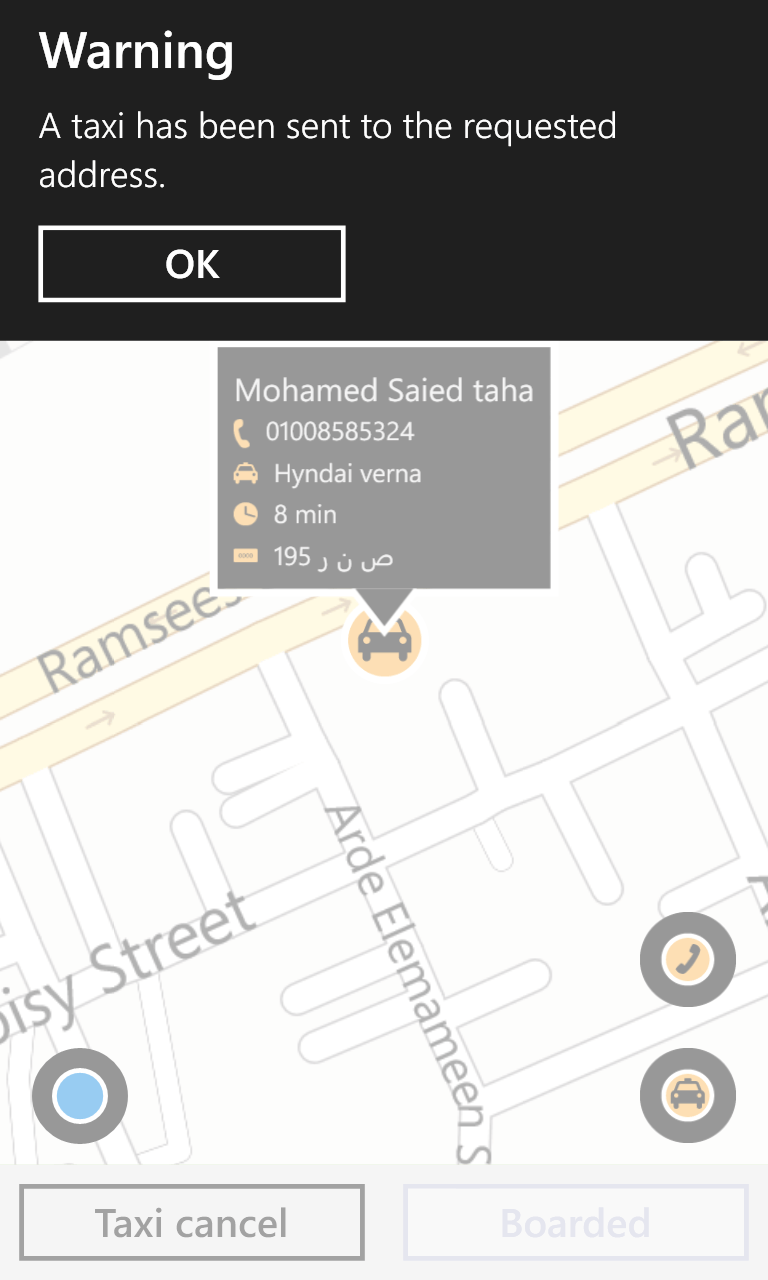 Warning
A taxi has been sent to the requested
address.
OK
Mohamed Saied taha
01008585324
Hyndai verna
8 min
195 ص ن ر
Ramsees
Ram
Arde Elemameen S
oisy Street
Taxi cancel
Boarded